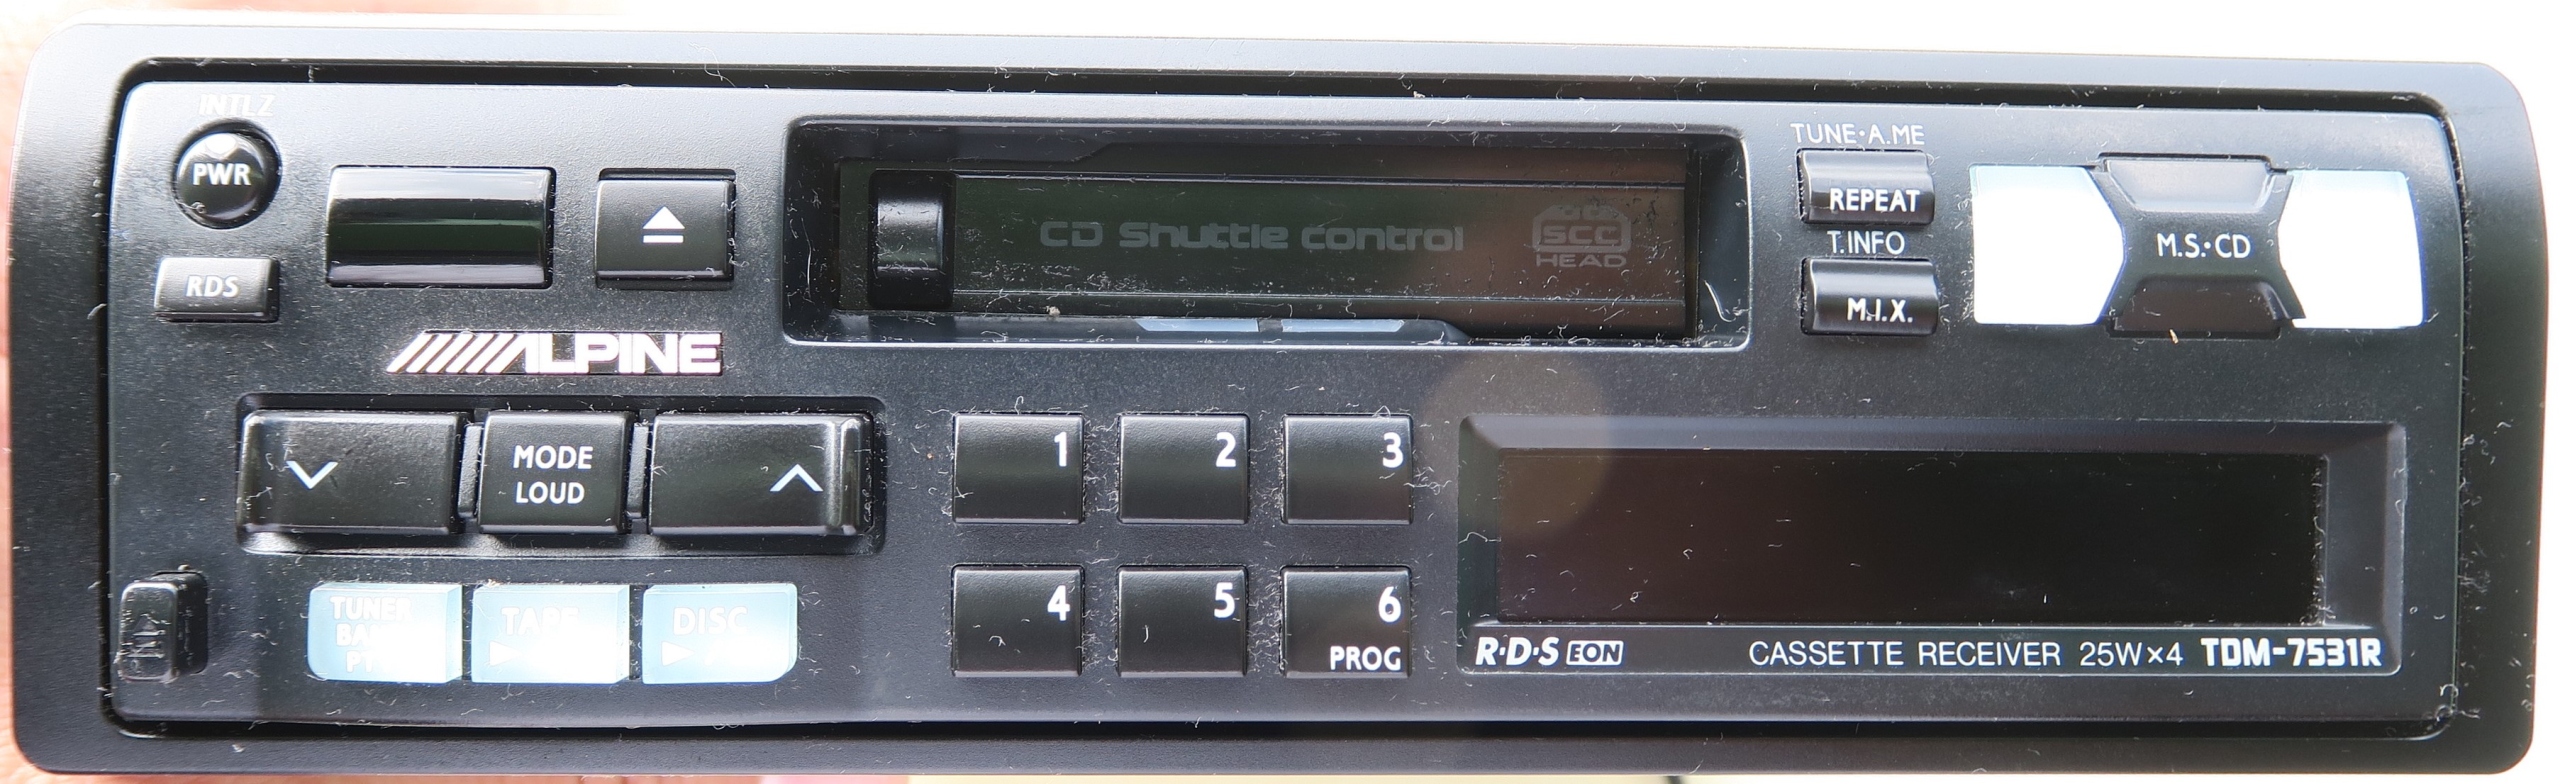 INTLZ
PWR
RDS
ALPINE
MODE
LOUD
TUNER
TAPE
DISC
CD Shuttle control
SCC
HEAD
TUNE·A.ME
REPEAT
T.INFO
M.I.X.
M.S.·CD
1
2
3
4
5
6
PROG
R·D·S EON
CASSETTE RECEIVER 25W×4 TDM-7531R